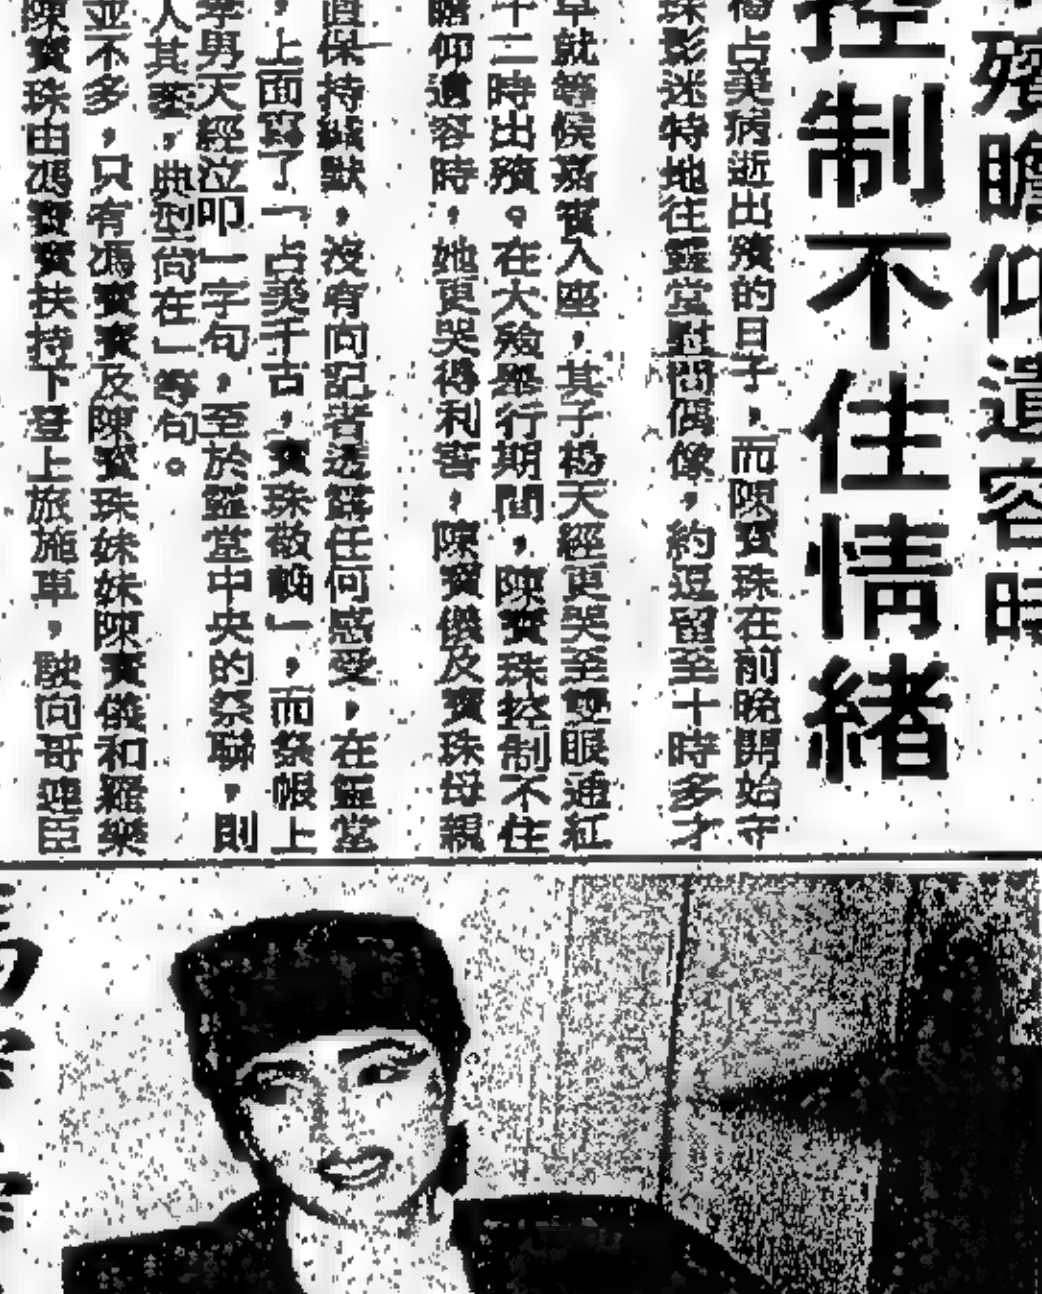 殯瞻仰遺容時
控制不住情緒
楊占美病逝出殯的日子，而陳寶珠在前晚開始守
珠影迷特地往靈堂慰問偶像，約逗留至十時多才
早就等候嘉賓入座，其子楊天經更哭至雙眼通紅
十二時出殯。在大殮舉行期間，陳寶珠控制不住
瞻仰遺容時，她更哭得利害，陳寶儀及寶珠母親
直保持緘默，沒有向記者透露任何感受，在靈堂
，上面寫了「占美千古，寶珠敬輓」，而祭帳上
孝男天經泣叩」字句，至於靈堂中央的祭聯，則
人其萎，典型尚在」等句。
並不多，只有馮寶寶及陳寶珠妹妹陳寶儀和羅樂
陳寶珠由馮寶寶扶持下登上旅施車，駛向哥連臣